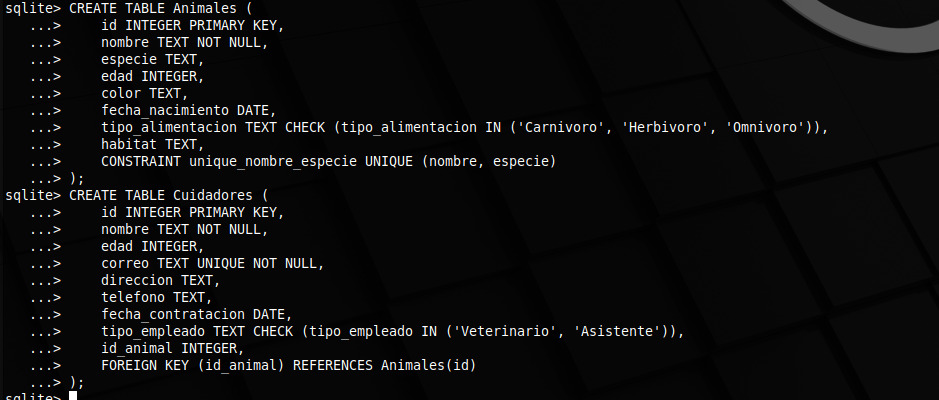 sqlite> CREATE TABLE Animales (
   ...>     id INTEGER PRIMARY KEY,
   ...>     nombre TEXT NOT NULL,
   ...>     especie TEXT,
   ...>     edad INTEGER,
   ...>     color TEXT,
   ...>     fecha_nacimiento DATE,
   ...>     tipo_alimentacion TEXT CHECK (tipo_alimentacion IN ('Carnivoro', 'Herbivoro', 'Omnivoro')),
   ...>     habitat TEXT,
   ...>     CONSTRAINT unique_nombre_especie UNIQUE (nombre, especie)
   ...> );
sqlite> CREATE TABLE Cuidadores (
   ...>     id INTEGER PRIMARY KEY,
   ...>     nombre TEXT NOT NULL,
   ...>     edad INTEGER,
   ...>     correo TEXT UNIQUE NOT NULL,
   ...>     direccion TEXT,
   ...>     telefono TEXT,
   ...>     fecha_contratacion DATE,
   ...>     tipo_empleado TEXT CHECK (tipo_empleado IN ('Veterinario', 'Asistente')),
   ...>     id_animal INTEGER,
   ...>     FOREIGN KEY (id_animal) REFERENCES Animales(id)
   ...> );
sqlite>